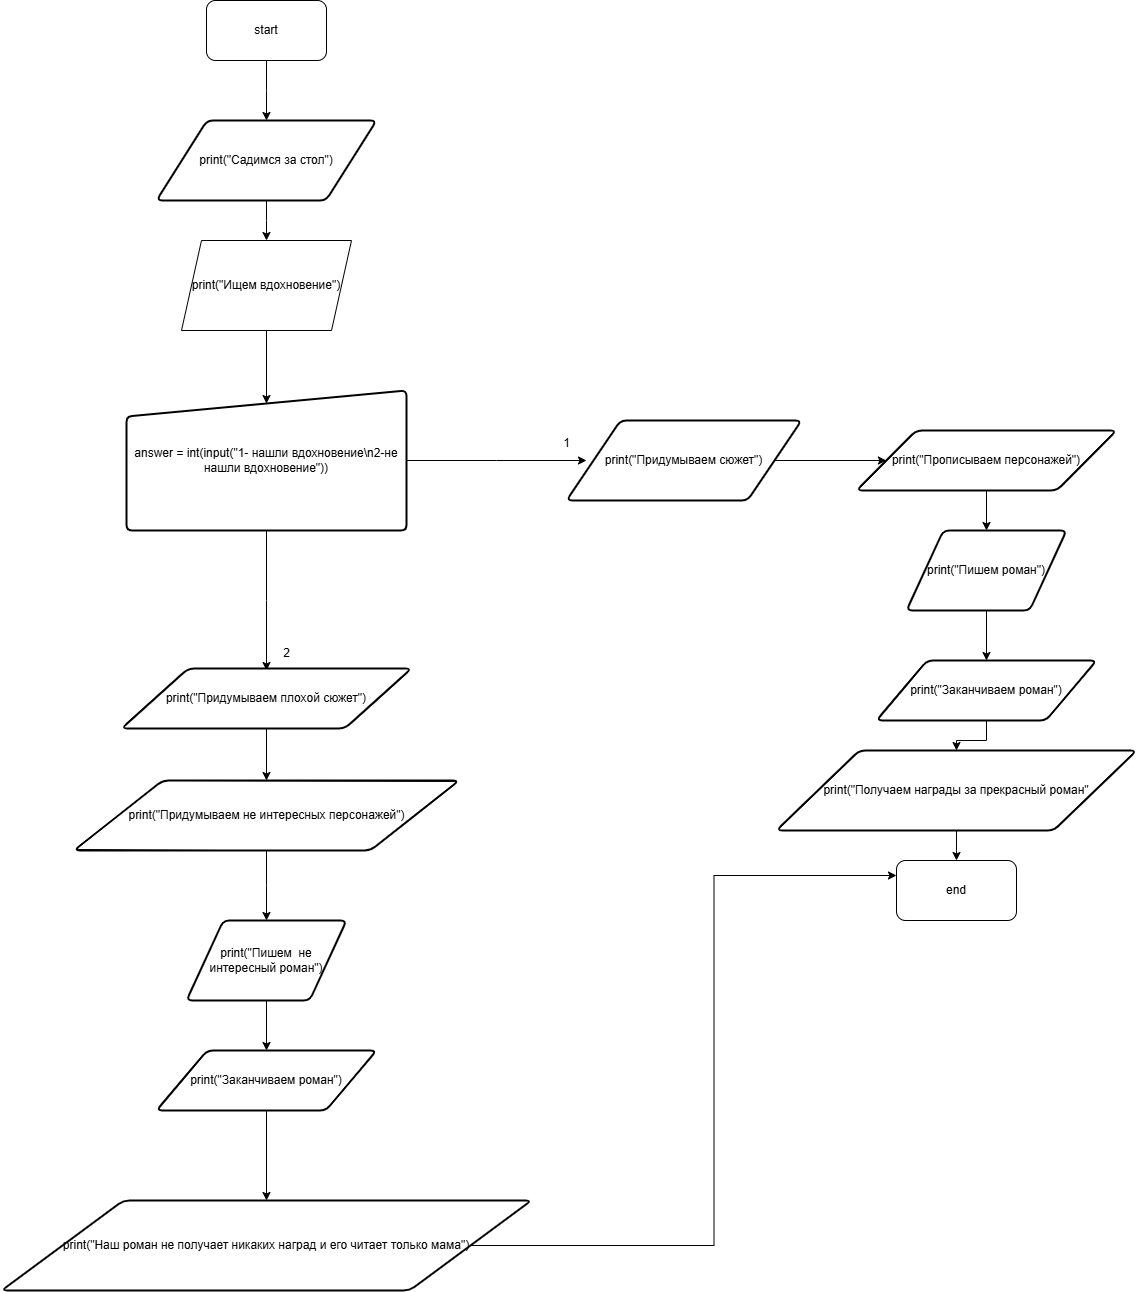 start
print("Садимся за стол")
print("Ищем вдохновение")
answer = int(input("1- нашли вдохновение\n2-не
нашли вдохновение"))
1
print("Придумываем сюжет")
print("Прописываем персонажей")
print("Пишем роман")
print("Заканчиваем роман")
print("Получаем награды за прекрасный роман"
end
2
print("Придумываем плохой сюжет")
print("Придумываем не интересных персонажей")
print("Пишем  не
интересный роман")
print("Заканчиваем роман")
print("Наш роман не получает никаких наград и его читает только мама")